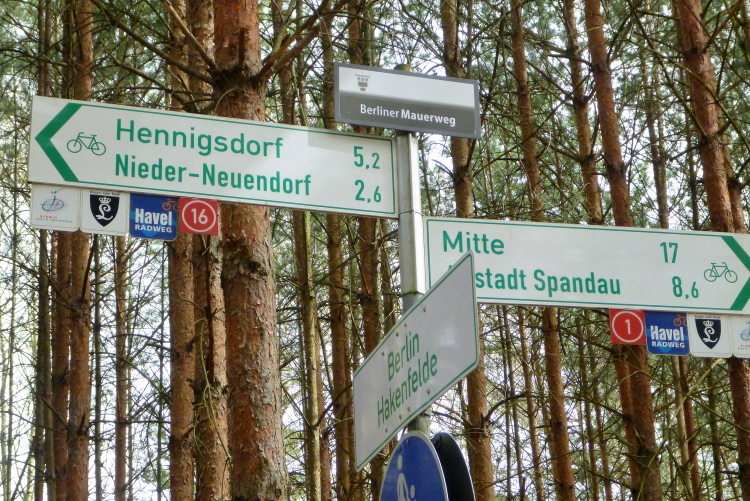 Berliner Mauerweg
Hennigsdorf 5,2
Nieder-Neuendorf 2,6
Havel
RADWEG
16
Mitte 17
stadt Spandau 8,6
1
Havel
RADWEG
Berlin
Hakenfelde